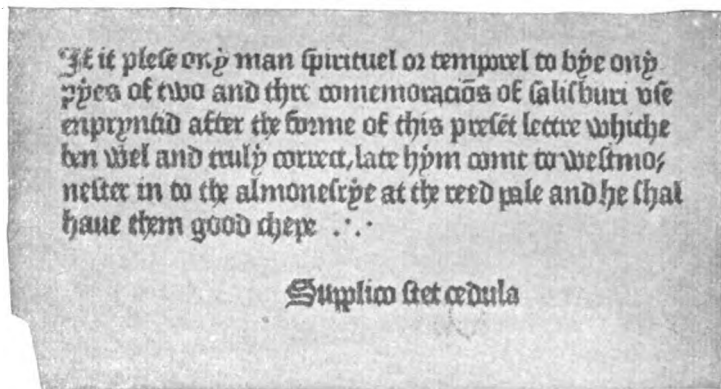 If it plese ony man spirituel or temporel to bye ony
pyes of two and thre comemoraciōs of salisburi vse
enpryntid after the forme of this presēt lettre whiche
ben wel and truly correct, late hym come to westmo⸗
nester in to the almonesrye at the reed pale and he shal
haue them good chepe .·.·
Supplico stet cedula